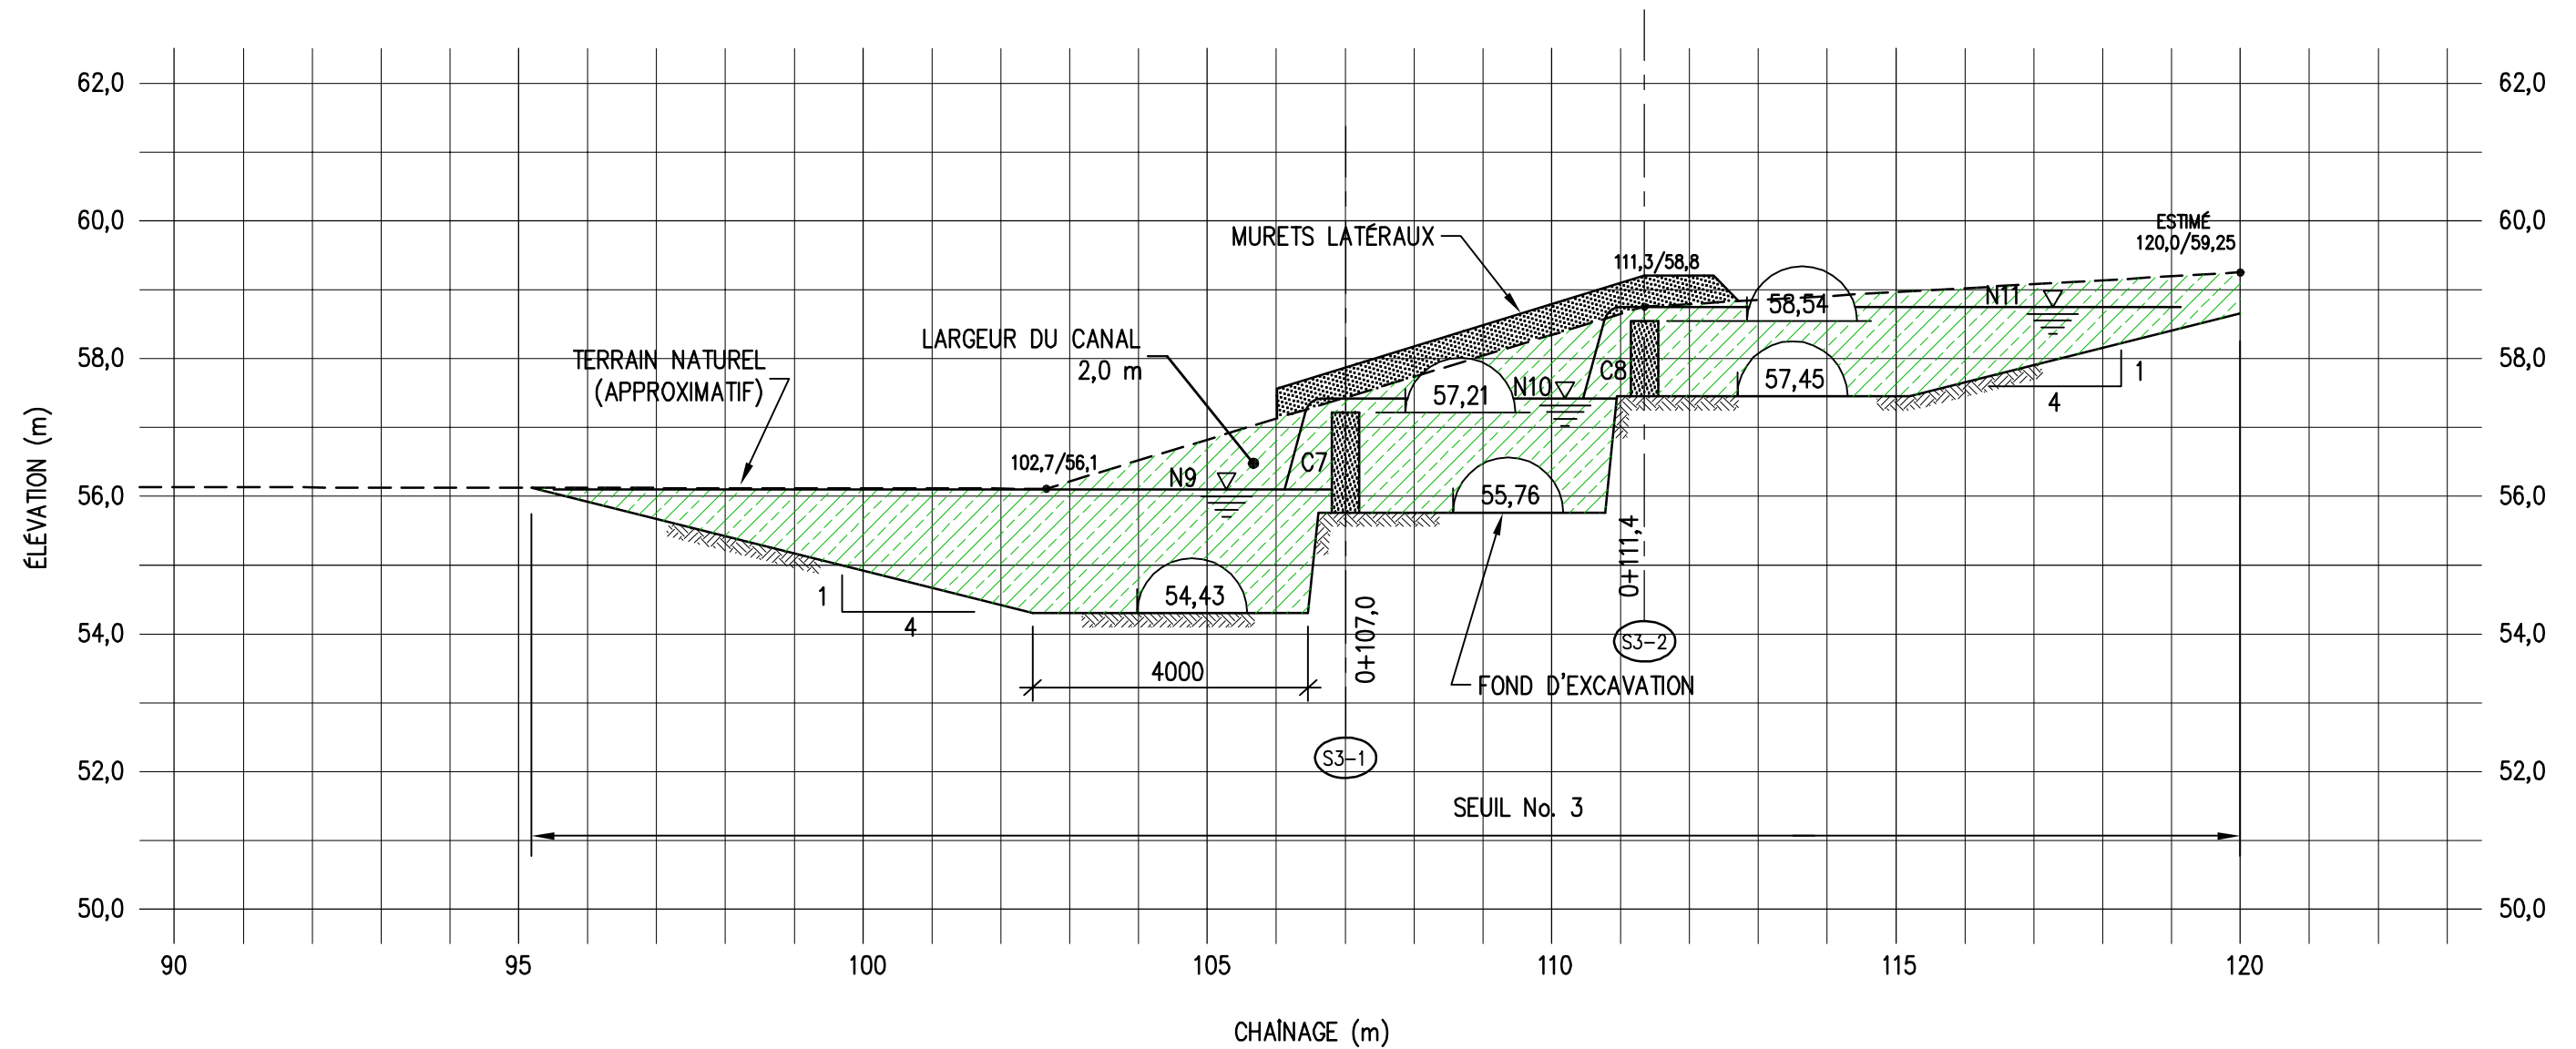 62,0
62,0
60,0
60,0
58,0
58,0
56,0
56,0
54,0
54,0
52,0
52,0
50,0
50,0
ÉLÉVATION (m)
ESTIMÉ
120,0/59,25
MURETS LATÉRAUX
111,3/58,8
58,54
N11
LARGEUR DU CANAL
2,0 m
TERRAIN NATUREL
(APPROXIMATIF)
C8
57,45
1
4
57,21
N10
102,7/56,1
N9
C7
55,76
54,43
1
4
0+111,4
0+107,0
S3-2
4000
FOND D'EXCAVATION
S3-1
SEUIL No. 3
90
95
100
105
110
115
120
CHAÎNAGE (m)